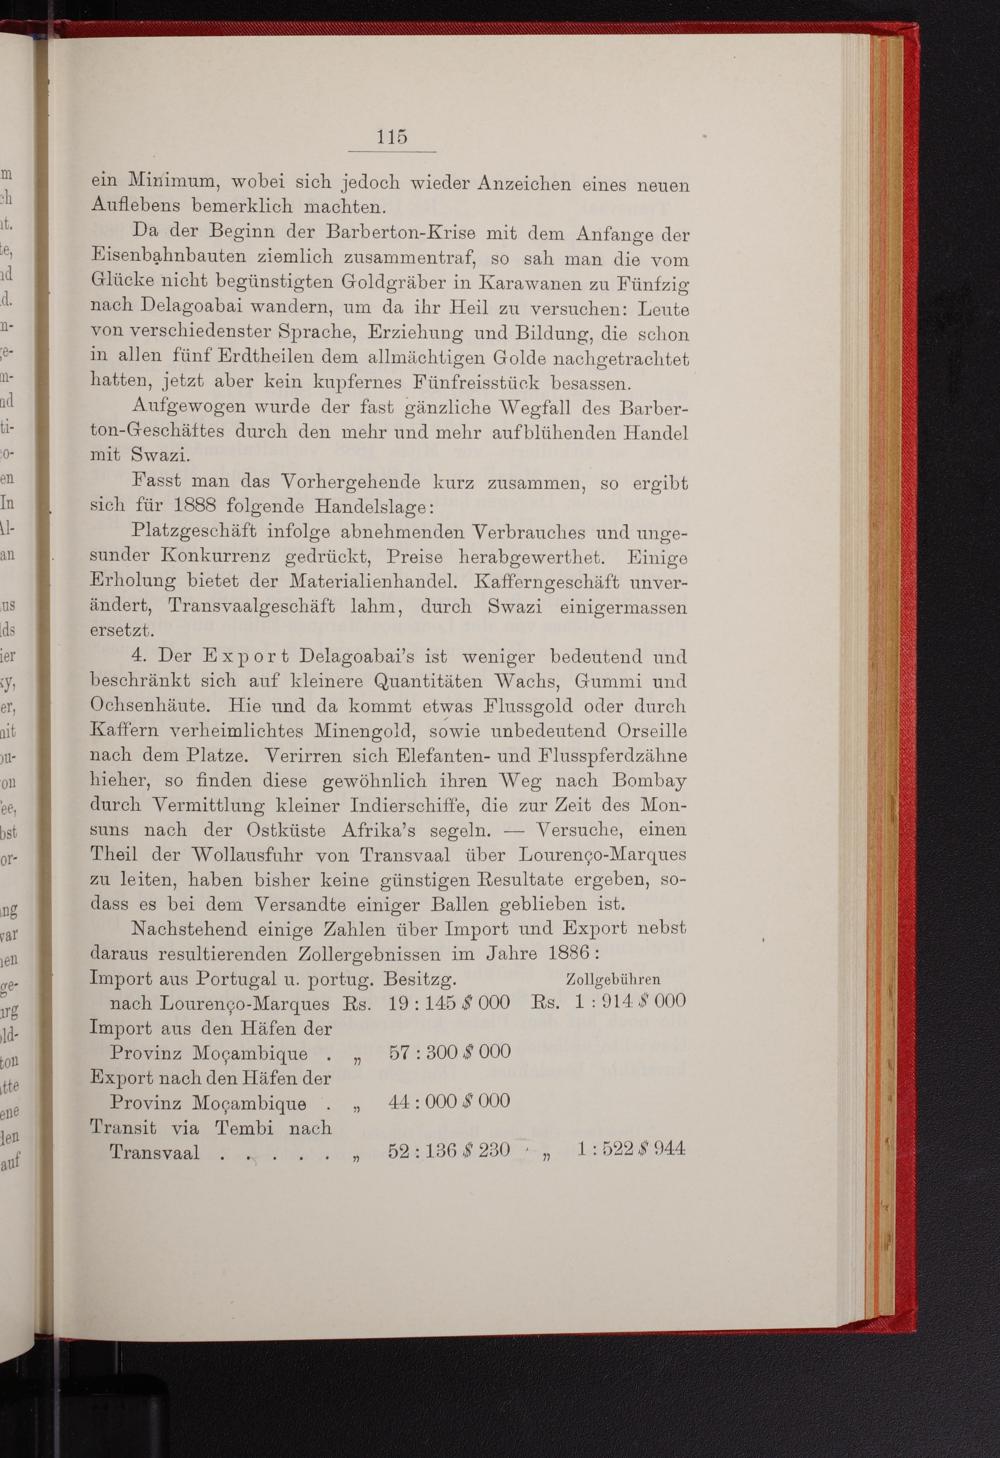 115
ein Minimum, wobei sich jedoch wieder Anzeichen eines neuen
Auflebens bemerklich machten.
Da der Beginn der Barberton-Krise mit dem Anfange der
Eisenbahnbauten ziemlich zusammentraf, so sah man die vom
Glücke nicht begünstigten Goldgräber in Karawanen zu Fünfzig
nach Delagoabai wandern, um da ihr Heil zu versuchen: Leute
von verschiedenster Sprache, Erziehung und Bildung, die schon
in allen fünf Erdtheilen dem allmächtigen Golde nachgetrachtet
hatten, jetzt aber kein kupfernes Fünfreisstück besassen.
Aufgewogen wurde der fast gänzliche Wegfall des Barber-
ton-Geschäftes durch den mehr und mehr aufblühenden Handel
mit Swazi.
Fasst man das Vorhergehende kurz zusammen, so ergibt
sich für 1888 folgende Handelslage:
Platzgeschäft infolge abnehmenden Verbrauches und unge-
sunder Konkurrenz gedrückt, Preise herabgewerthet. Einige
Erholung bietet der Materialienhandel. Kafferngeschäft unver-
ändert, Transvaalgeschäft lahm, durch Swazi einigermassen
ersetzt.
4. Der Export Delagoabai's ist weniger bedeutend und
beschränkt sich auf kleinere Quantitäten Wachs, Gummi und
Ochsenhäute. Hie und da kommt etwas Flussgold oder durch
Kaffern verheimlichtes Minengold, sowie unbedeutend Orseille
nach dem Platze. Verirren sich Elefanten- und Flusspferdzähne
hieher, so finden diese gewöhnlich ihren Weg nach Bombay
durch Vermittlung kleiner Indierschiffe, die zur Zeit des Mon-
suns nach der Ostküste Afrika's segeln. — Versuche, einen
Theil der Wollausfuhr von Transvaal über Lourenço-Marques
zu leiten, haben bisher keine günstigen Resultate ergeben, so-
dass es bei dem Versandte einiger Ballen geblieben ist.
Nachstehend einige Zahlen über Import und Export nebst
daraus resultierenden Zollergebnissen im Jahre 1886:
Import aus Portugal u. portug. Besitzg. Zollgebühren
nach Lourenço-Marques Rs. 19 : 145 $ 000 Rs. 1 : 914 $ 000
Import aus den Häfen der
Provinz Moçambique . „ 57 : 300 $ 000
Export nach den Häfen der
Provinz Moçambique . „ 44 : 000 $ 000
Transit via Tembi nach
Transvaal . . . . . „ 52 : 136 $ 230 „ 1 : 522 $ 944